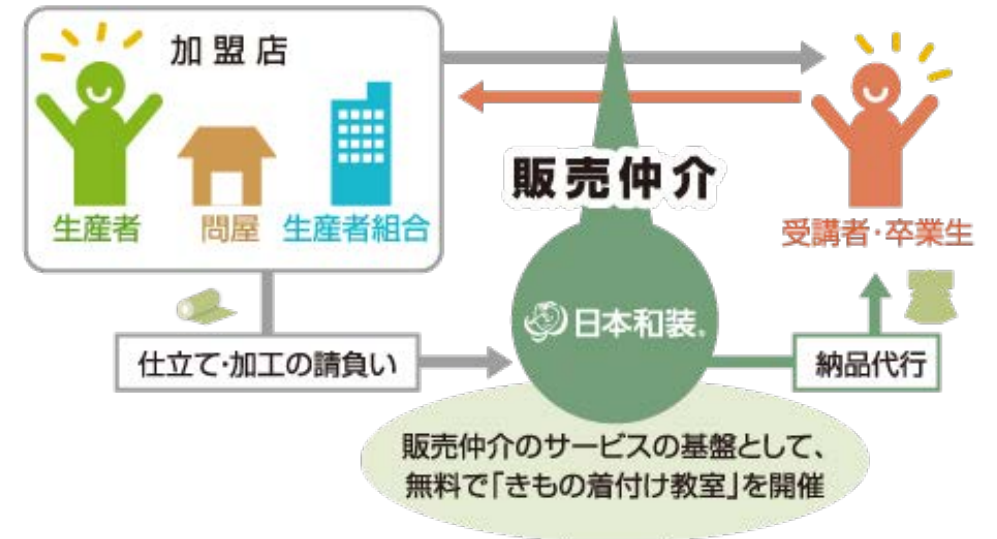 加盟店
生産者
問屋
生産者組合
販売仲介
受講者・卒業生
日本和装®
仕立て・加工の請負い
納品代行
販売仲介のサービスの基盤として、
無料で「きもの着付け教室」を開催